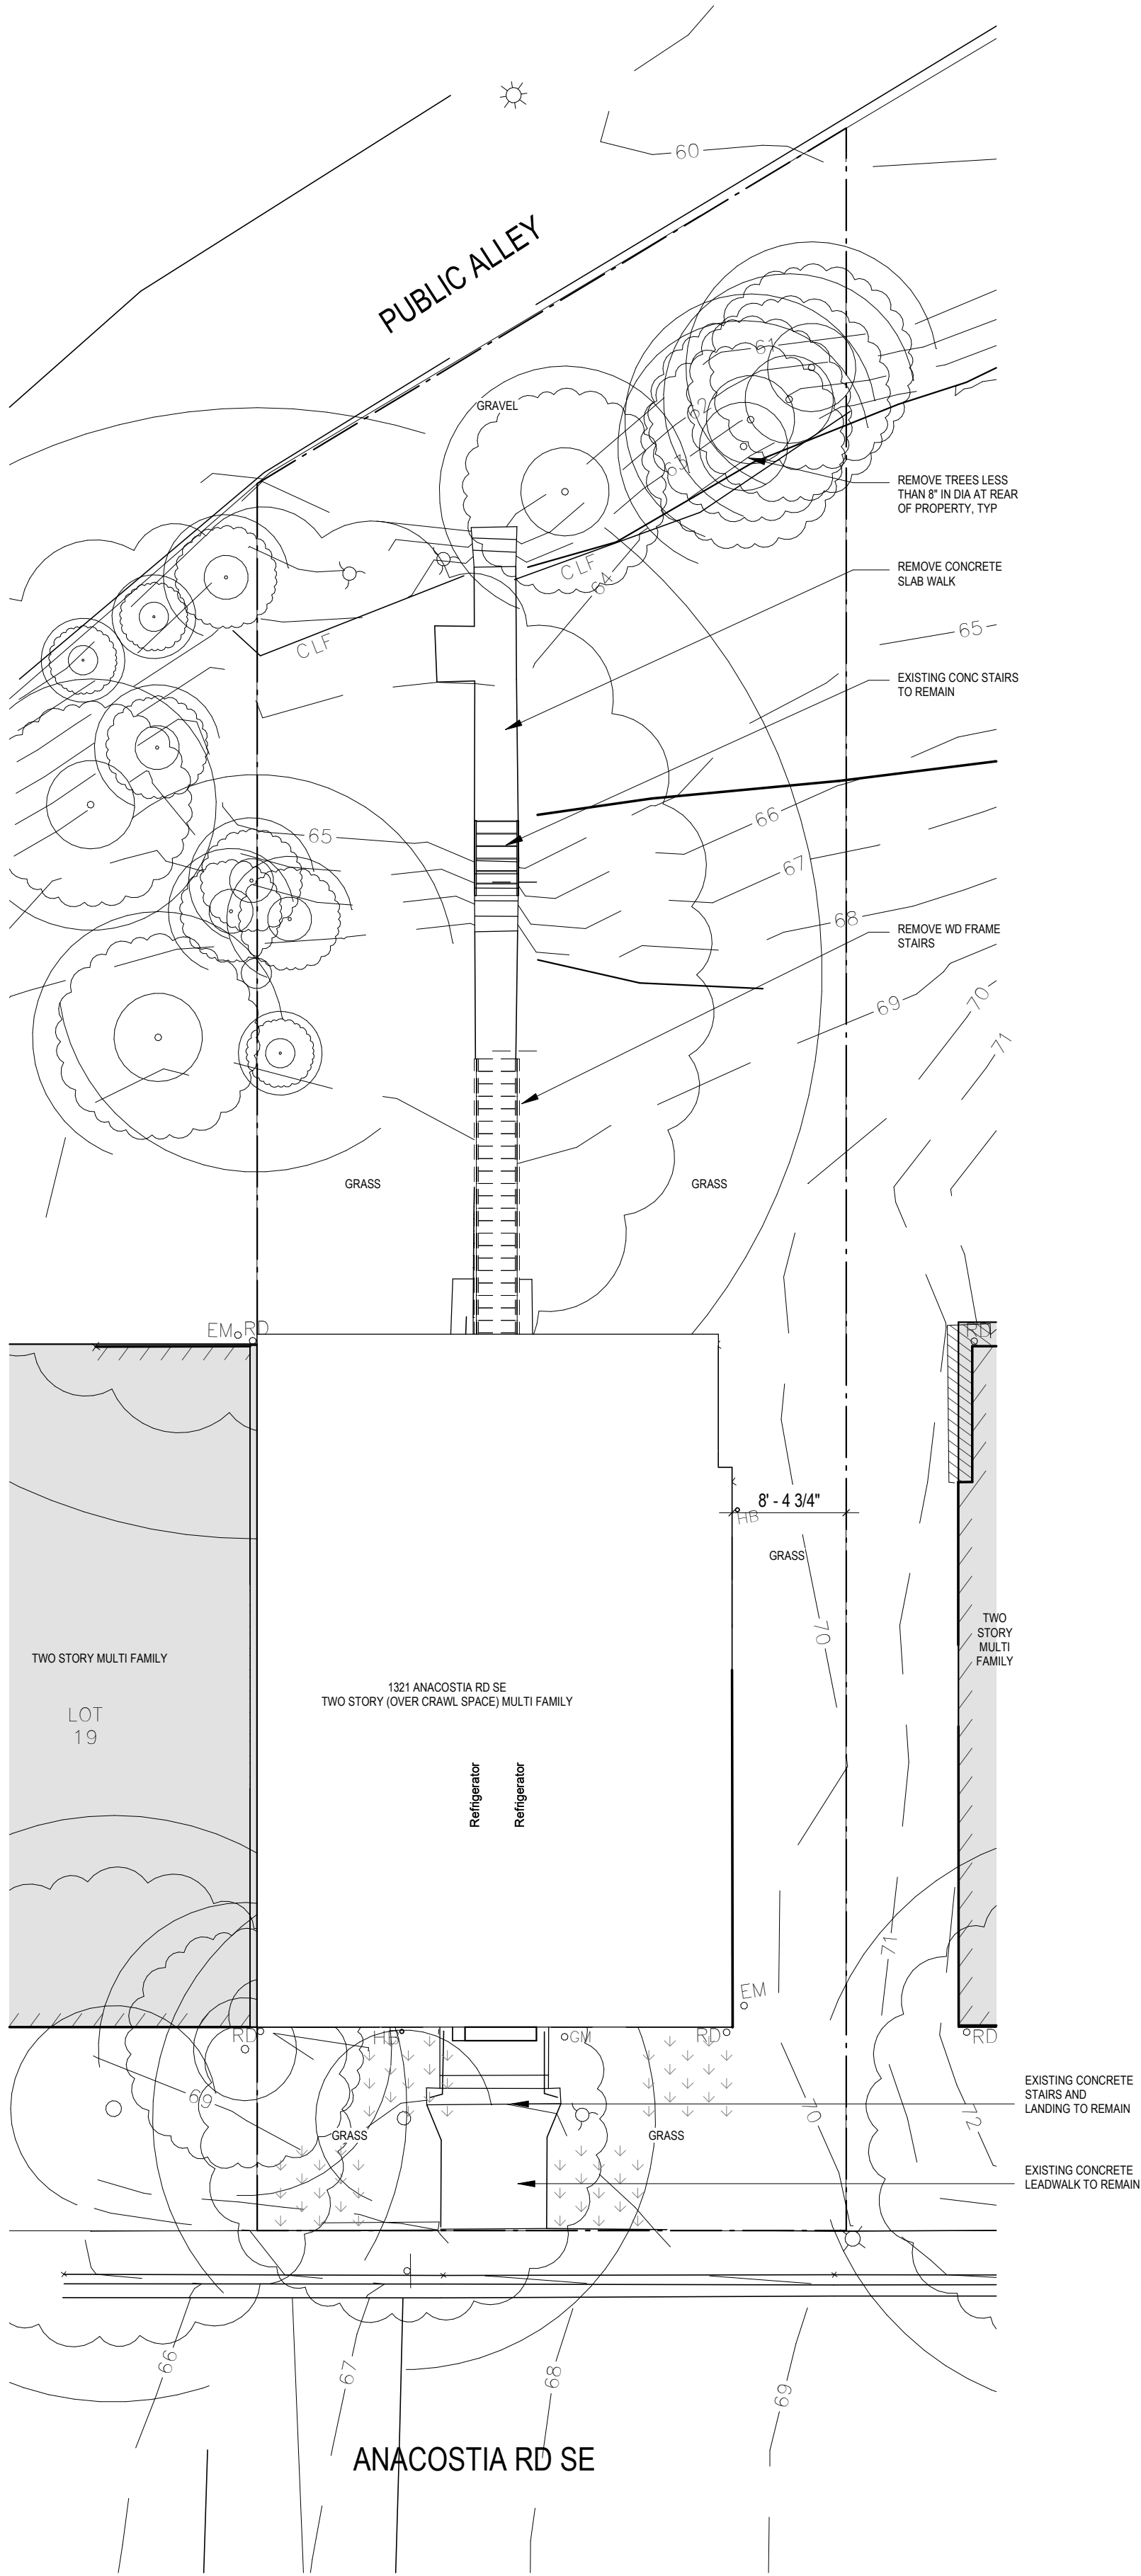 60
PUBLIC ALLEY
61
GRAVEL
62
63
REMOVE TREES LESS
THAN 8" IN DIA AT REAR
OF PROPERTY, TYP
CLF
64
REMOVE CONCRETE
SLAB WALK
65
CLF
EXISTING CONC STAIRS
TO REMAIN
66
65
67
68
REMOVE WD FRAME
STAIRS
69
70
71
GRASS
GRASS
EM
RD
RD
8' - 4 3/4"
HB
GRASS
70
TWO
STORY
MULTI
FAMILY
TWO STORY MULTI FAMILY
1321 ANACOSTIA RD SE
TWO STORY (OVER CRAWL SPACE) MULTI FAMILY
LOT
19
Refrigerator
Refrigerator
71
EM
RD
HB
GM
RD
RD
69
70
72
EXISTING CONCRETE
STAIRS AND
LANDING TO REMAIN
GRASS
GRASS
EXISTING CONCRETE
LEADWALK TO REMAIN
66
67
68
69
ANACOSTIA RD SE